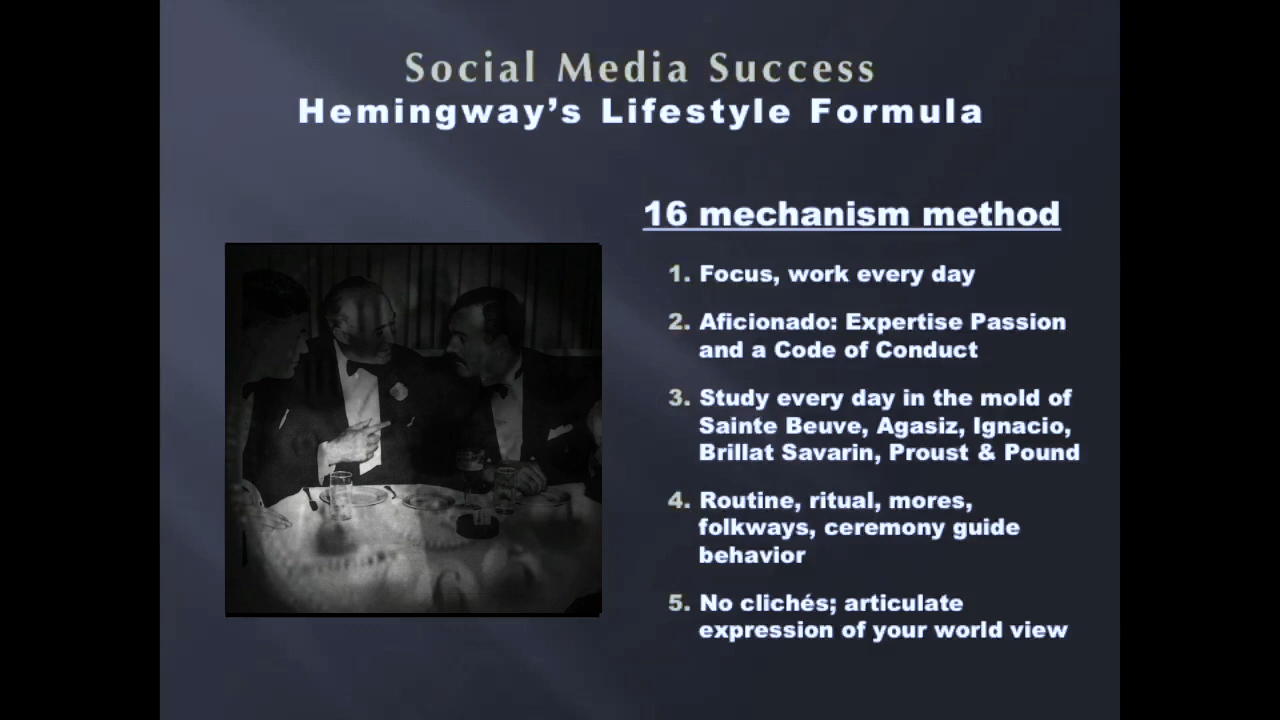 Social Media Success
Hemingway’s Lifestyle Formula
16 mechanism method
1. Focus, work every day
2. Aficionado: Expertise Passion
and a Code of Conduct
3. Study every day in the mold of
Sainte Beuve, Agasiz, Ignacio,
Brillat Savarin, Proust & Pound
4. Routine, ritual, mores,
folkways, ceremony guide
behavior
5. No clichés; articulate
expression of your world view